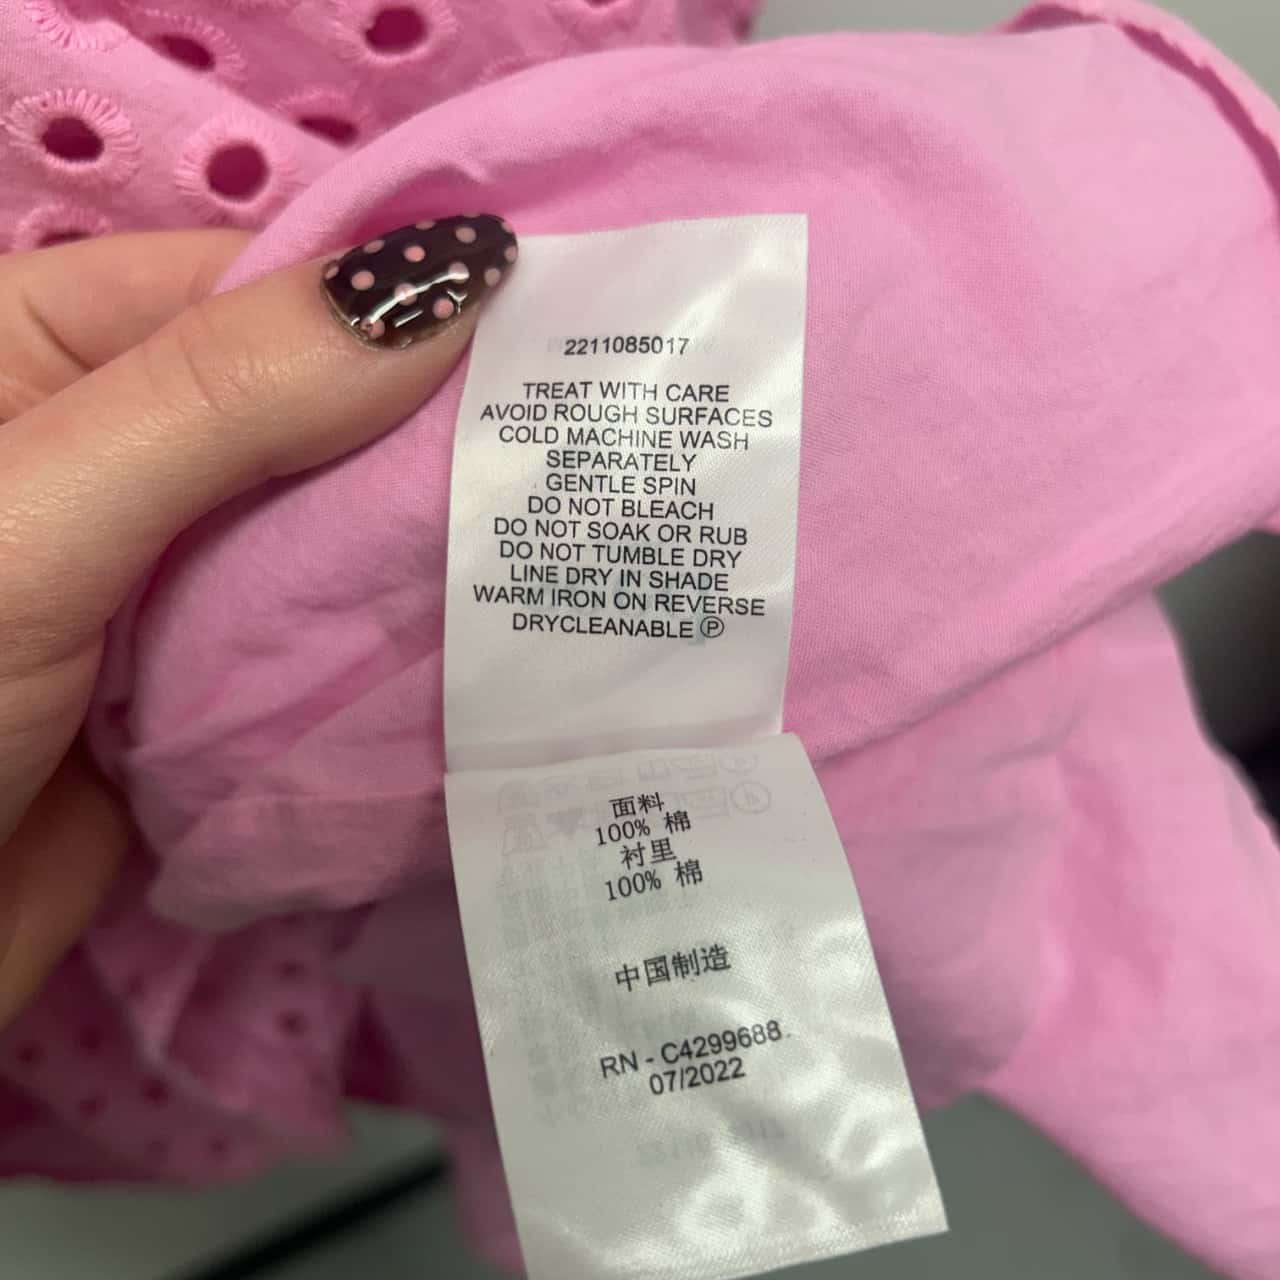 2211085017
TREAT WITH CARE
AVOID ROUGH SURFACES
COLD MACHINE WASH
SEPARATELY
GENTLE SPIN
DO NOT BLEACH
DO NOT SOAK OR RUB
DO NOT TUMBLE DRY
LINE DRY IN SHADE
WARM IRON ON REVERSE
DRYCLEANABLE Ⓟ
面料
100% 棉
衬里
100% 棉
中国制造
RN - C4299688
07/2022